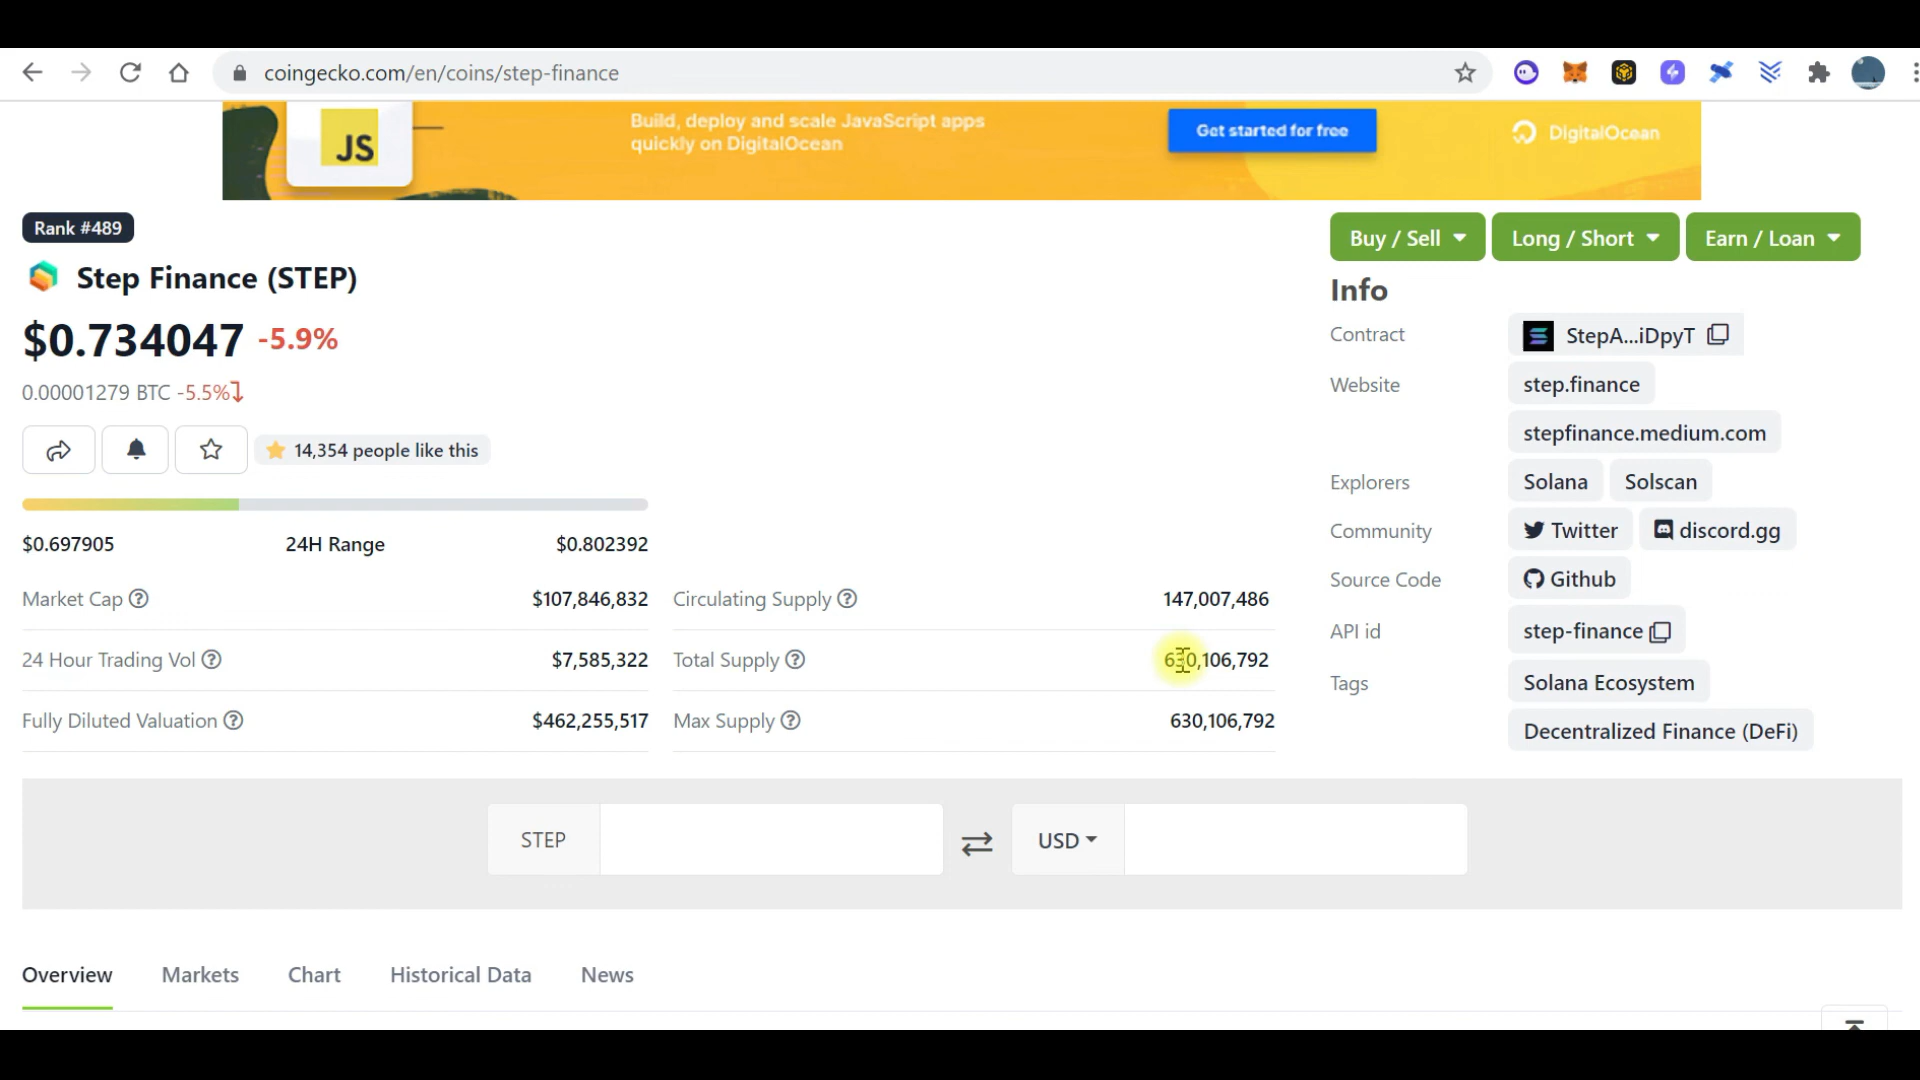 coingecko.com/en/coins/step-finance
JS
Build, deploy and scale JavaScript apps
quickly on DigitalOcean
Get started for free
DigitalOcean
Rank #489
Step Finance (STEP)
$0.734047 -5.9%
0.00001279 BTC -5.5%
14,354 people like this
$0.697905 24H Range $0.802392
Market Cap $107,846,832
Circulating Supply 147,007,486
24 Hour Trading Vol $7,585,322
Total Supply 630,106,792
Fully Diluted Valuation $462,255,517
Max Supply 630,106,792
Buy / Sell Long / Short Earn / Loan
Info
Contract StepA...iDpyT
Website step.finance
stepfinance.medium.com
Explorers Solana Solscan
Community Twitter discord.gg
Source Code Github
API id step-finance
Tags Solana Ecosystem
Decentralized Finance (DeFi)
STEP USD
Overview Markets Chart Historical Data News